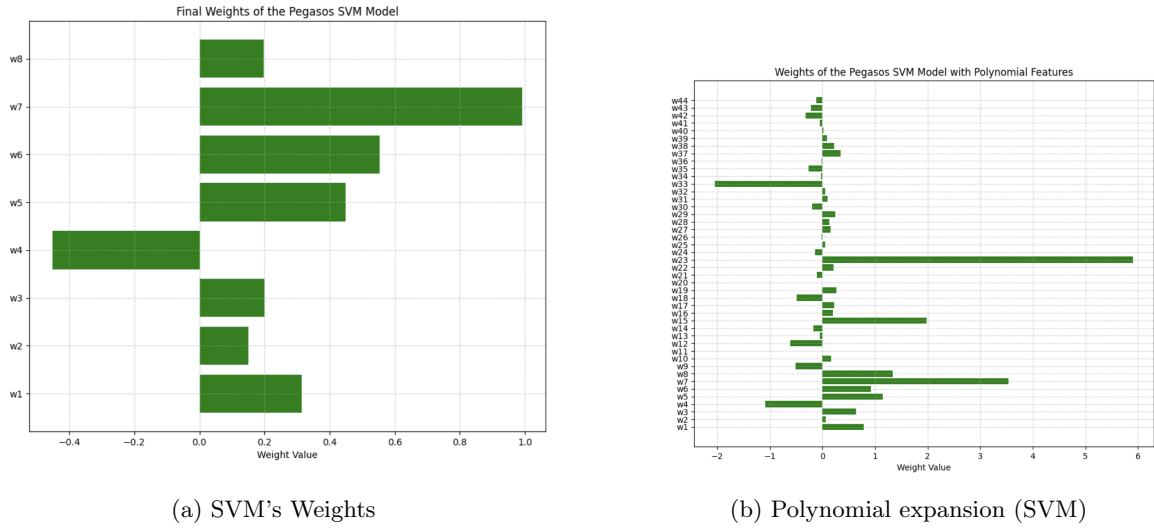 Final Weights of the Pegasos SVM Model
w8
w7
w6
w5
w4
w3
w2
w1
−0.4 −0.2 0.0 0.2 0.4 0.6 0.8 1.0
Weight Value
(a) SVM's Weights
Weights of the Pegasos SVM Model with Polynomial Features
w44
w43
w42
w41
w40
w39
w38
w37
w36
w35
w34
w33
w32
w31
w30
w29
w28
w27
w26
w25
w24
w23
w22
w21
w20
w19
w18
w17
w16
w15
w14
w13
w12
w11
w10
w9
w8
w7
w6
w5
w4
w3
w2
w1
−2 −1 0 1 2 3 4 5 6
Weight Value
(b) Polynomial expansion (SVM)